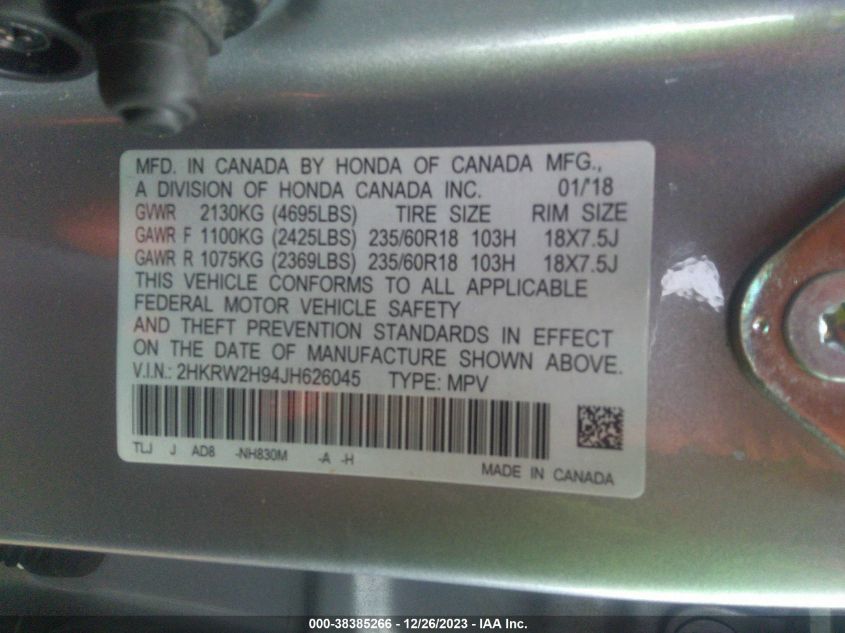 MFD. IN CANADA BY HONDA OF CANADA MFG.,
A DIVISION OF HONDA CANADA INC. 01/'18
GVWR 2130KG (4695LBS) TIRE SIZE RIM SIZE
GAWR F 1100KG (2425LBS) 235/60R18 103H 18X7.5J
GAWR R 1075KG (2369LBS) 235/60R18 103H 18X7.5J
THIS VEHICLE CONFORMS TO ALL APPLICABLE
FEDERAL MOTOR VEHICLE SAFETY
AND THEFT PREVENTION STANDARDS IN EFFECT
ON THE DATE OF MANUFACTURE SHOWN ABOVE.
V.I.N.: 2HKRW2H94JH626045 TYPE: MPV
TLJ J AD8 -NH830M -A -H
MADE IN CANADA
000-38385266 - 12/26/2023 - IAA Inc.